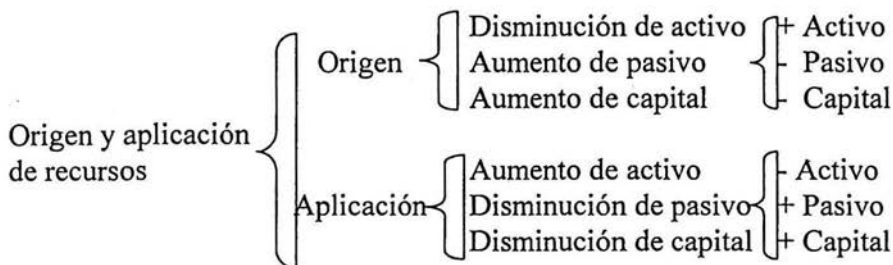 Origen y aplicación
de recursos
Origen
Disminución de activo
Aumento de pasivo
Aumento de capital
+ Activo
- Pasivo
- Capital
Aplicación
Aumento de activo
Disminución de pasivo
Disminución de capital
- Activo
+ Pasivo
+ Capital